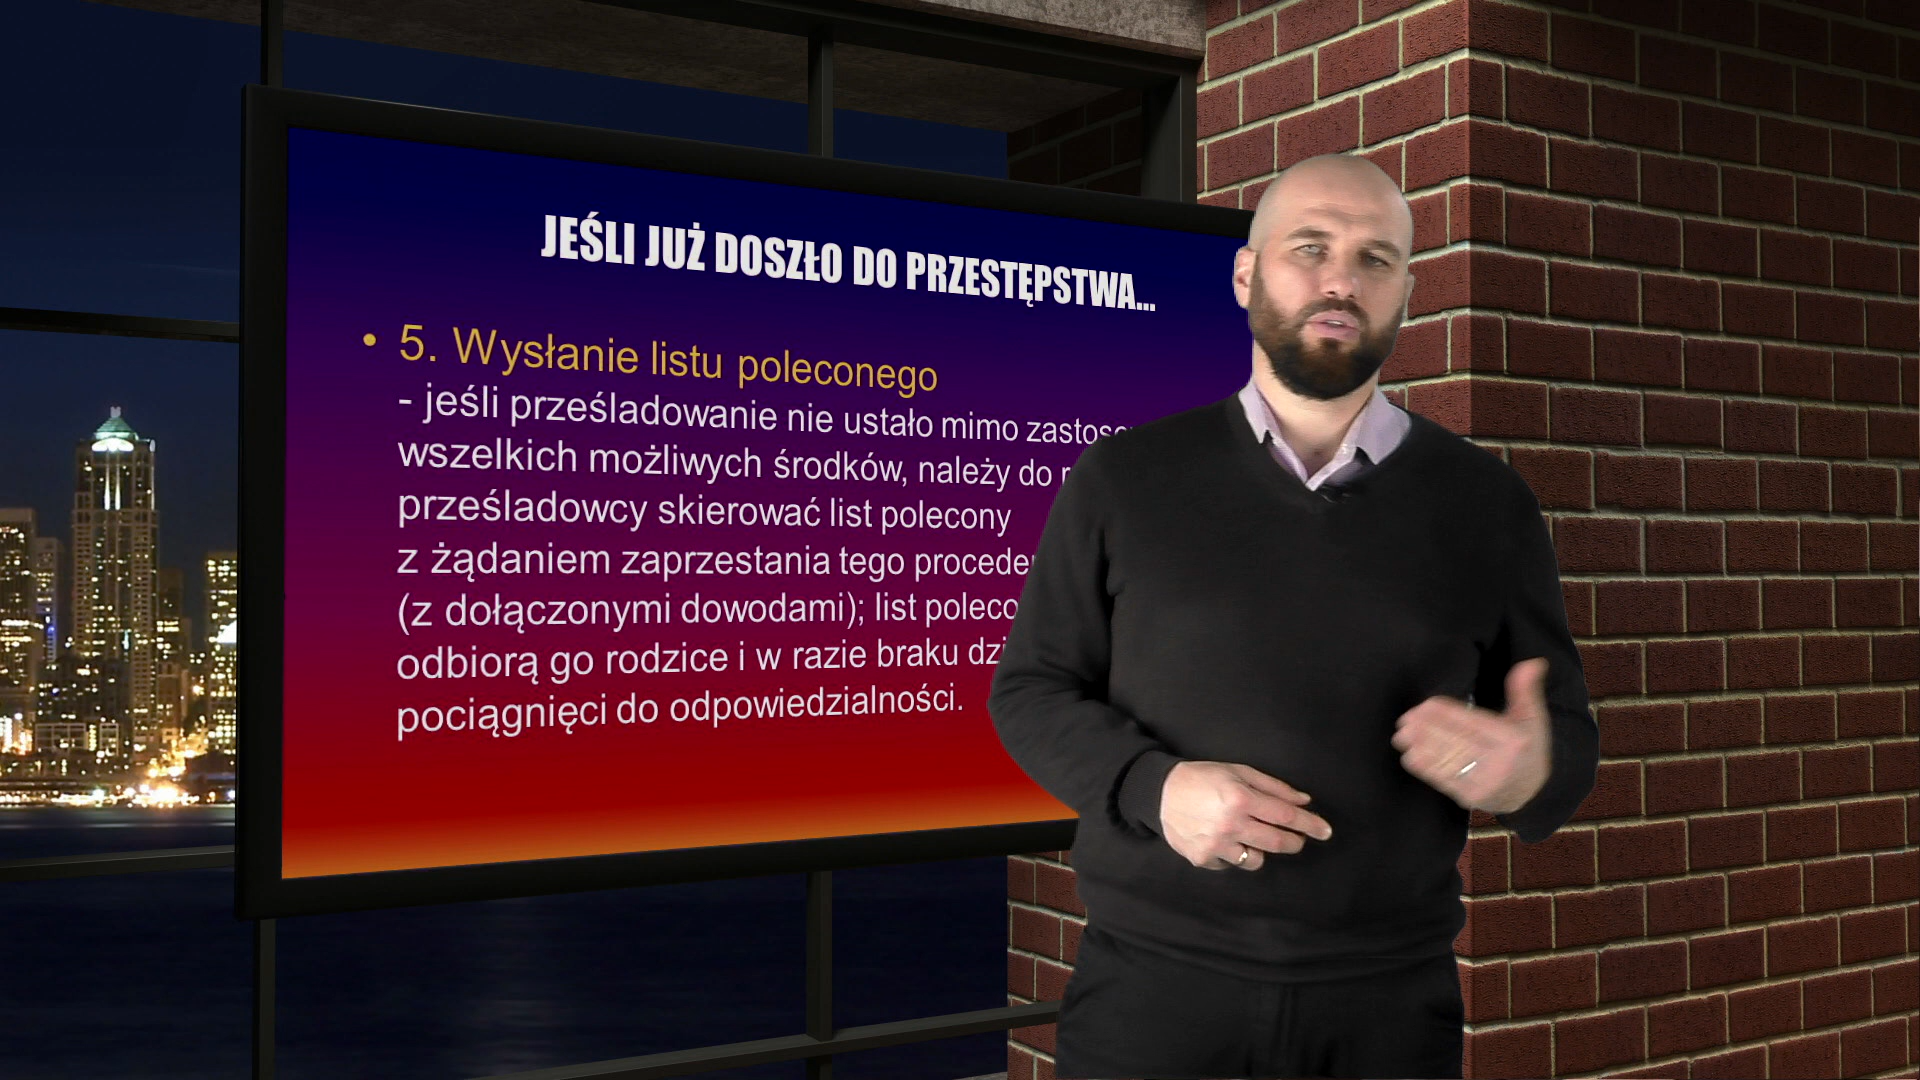 JEŚLI JUŻ DOSZŁO DO PRZESTĘPSTWA...
• 5. Wysłanie listu poleconego
- jeśli prześladowanie nie ustało mimo
wszelkich możliwych środków, należy do
prześladowcy skierować list polecony
z żądaniem zaprzestania tego
(z dołączonymi dowodami); list
odbiorą go rodzice i w razie braku
pociągnięci do odpowiedzialności.